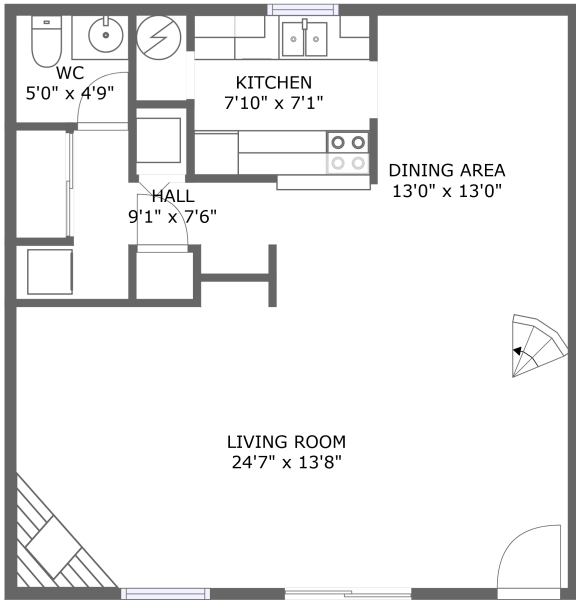 WC
5'0" x 4'9"
KITCHEN
7'10" x 7'1"
DINING AREA
13'0" x 13'0"
HALL
9'1" x 7'6"
LIVING ROOM
24'7" x 13'8"